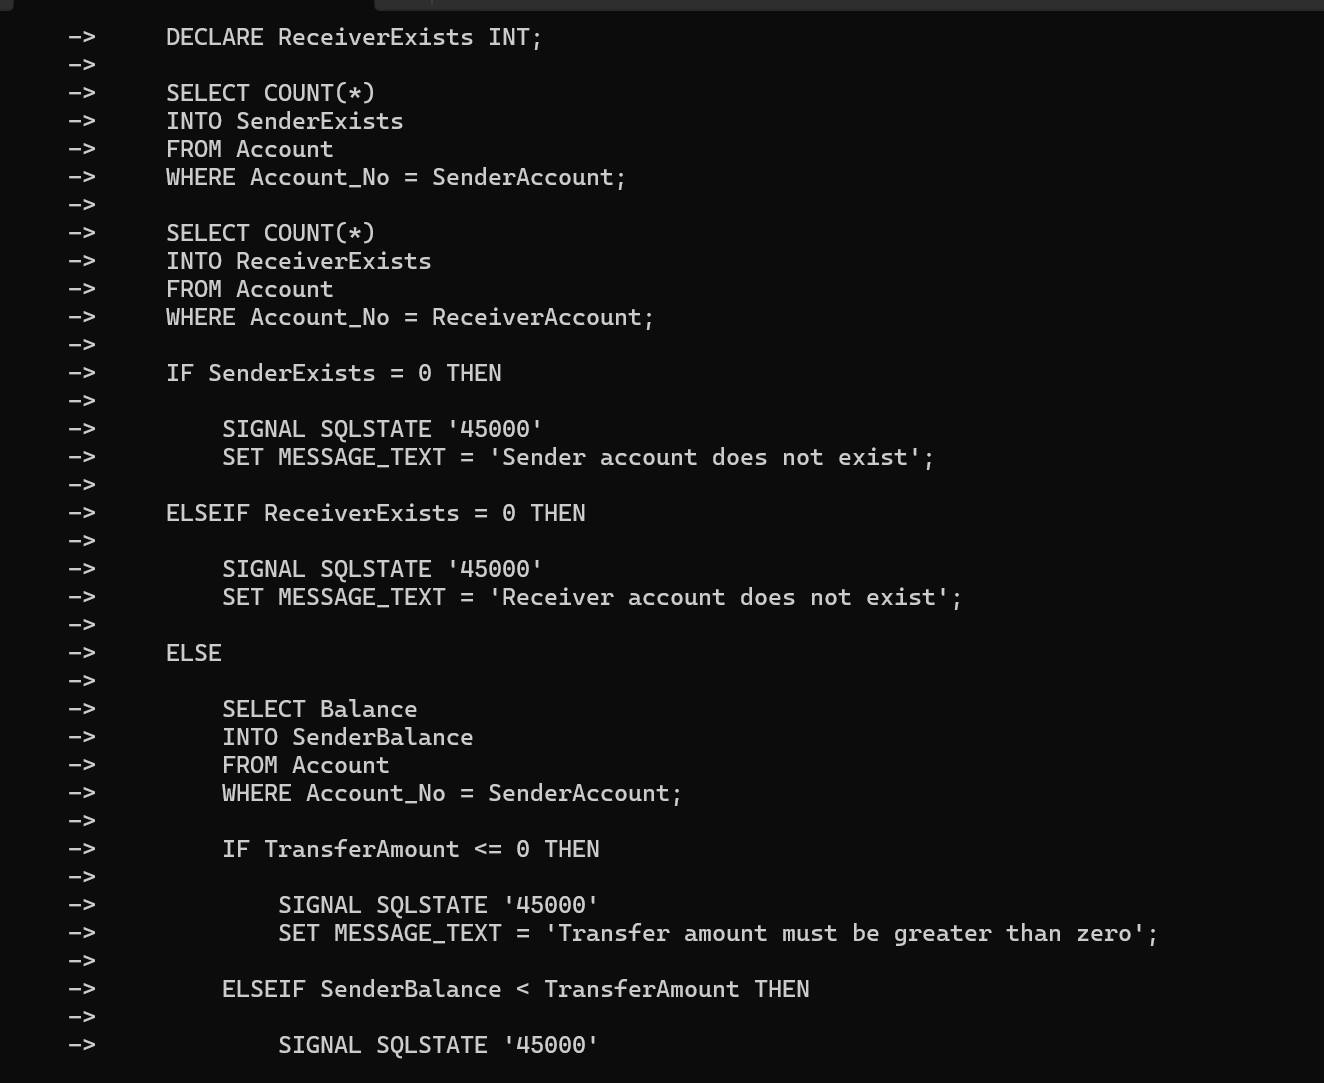 ->     DECLARE ReceiverExists INT;
->
->     SELECT COUNT(*)
->     INTO SenderExists
->     FROM Account
->     WHERE Account_No = SenderAccount;
->
->     SELECT COUNT(*)
->     INTO ReceiverExists
->     FROM Account
->     WHERE Account_No = ReceiverAccount;
->
->     IF SenderExists = 0 THEN
->
->         SIGNAL SQLSTATE '45000'
->         SET MESSAGE_TEXT = 'Sender account does not exist';
->
->     ELSEIF ReceiverExists = 0 THEN
->
->         SIGNAL SQLSTATE '45000'
->         SET MESSAGE_TEXT = 'Receiver account does not exist';
->
->     ELSE
->
->         SELECT Balance
->         INTO SenderBalance
->         FROM Account
->         WHERE Account_No = SenderAccount;
->
->         IF TransferAmount <= 0 THEN
->
->             SIGNAL SQLSTATE '45000'
->             SET MESSAGE_TEXT = 'Transfer amount must be greater than zero';
->
->         ELSEIF SenderBalance < TransferAmount THEN
->
->             SIGNAL SQLSTATE '45000'